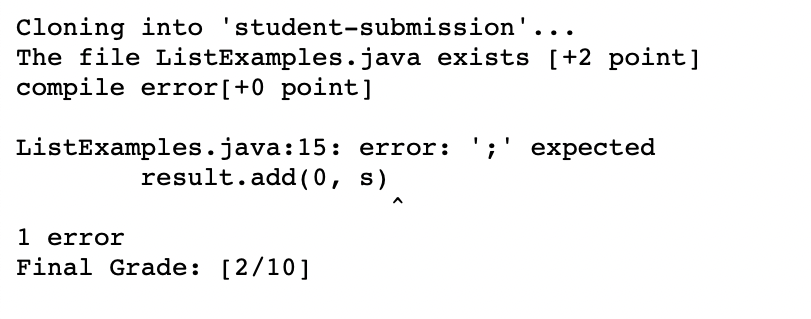 Cloning into 'student-submission'...
The file ListExamples.java exists [+2 point]
compile error[+0 point]
ListExamples.java:15: error: ';' expected
result.add(0, s)
^
1 error
Final Grade: [2/10]